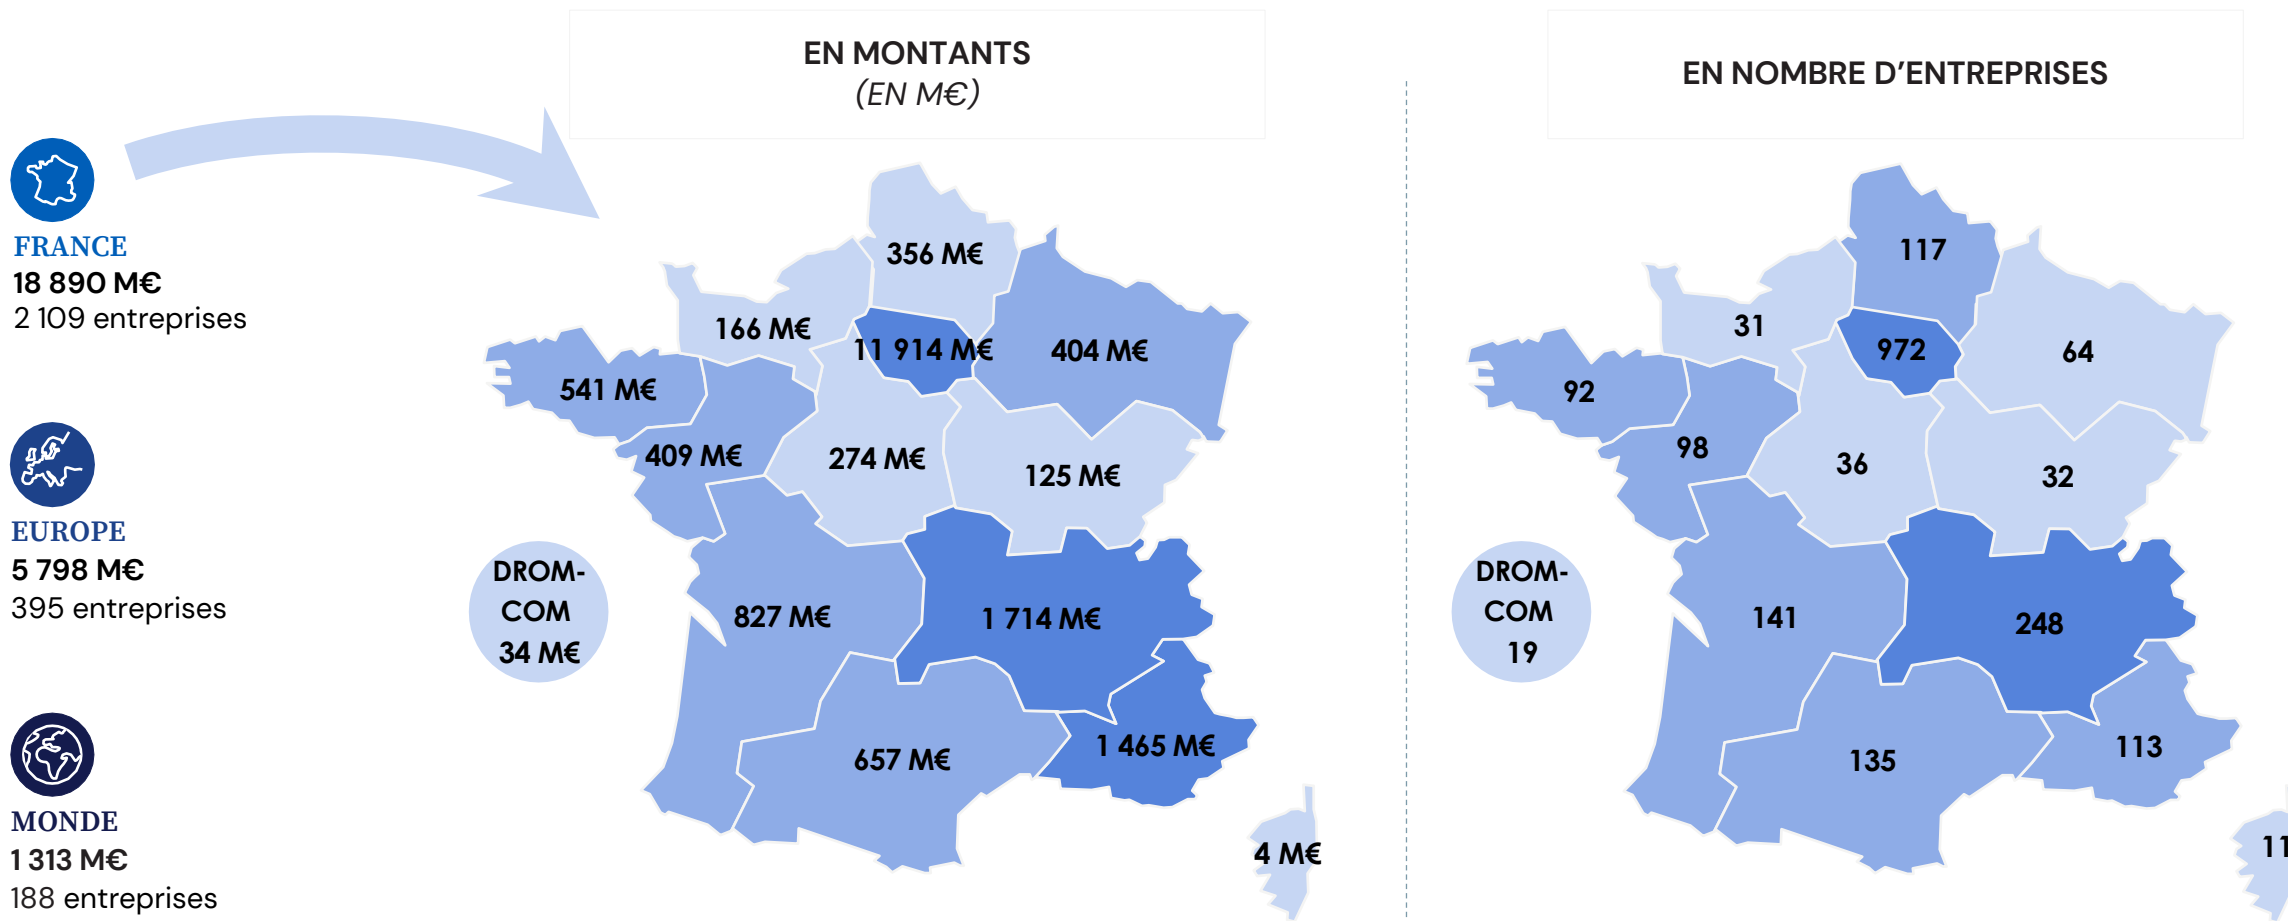 EN MONTANTS
(EN M€)
EN NOMBRE D’ENTREPRISES
FRANCE
18 890 M€
2 109 entreprises
EUROPE
5 798 M€
395 entreprises
MONDE
1 313 M€
188 entreprises
356 M€
166 M€
11 914 M€
404 M€
541 M€
409 M€
274 M€
125 M€
DROM-
COM
34 M€
827 M€
1 714 M€
657 M€
1 465 M€
4 M€
117
31
972
64
92
98
36
32
DROM-
COM
19
141
248
135
113
11